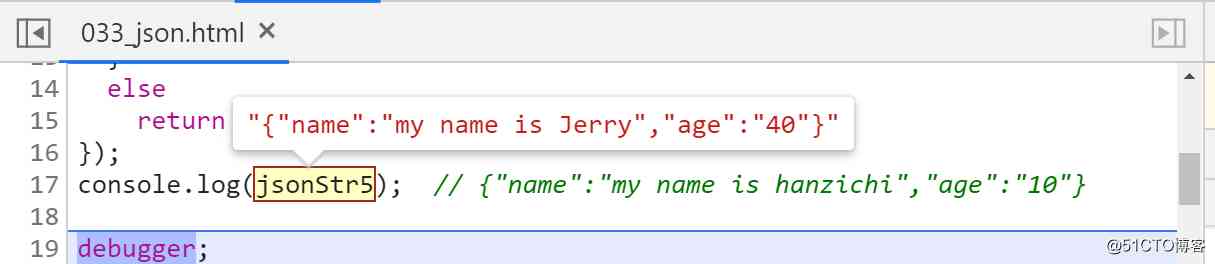 033_json.html ×
14 else
"{"name":"my name is Jerry","age":"40"}"
15 return
16 });
17 console.log(jsonStr5); // {"name":"my name is hanzichi","age":"10"}
18
19 debugger;
@51CTO博客